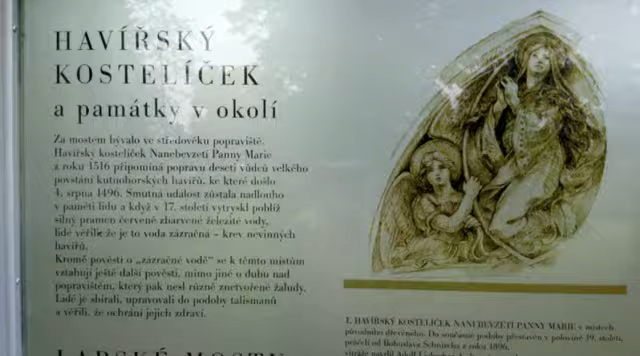 HAVÍŘSKÝ
KOSTELÍČEK
a památky v okolí
Za mostem bývalo ve středověku popraviště.
Havířský kostelíček Nanebevzetí Panny Marie
z roku 1516 připomíná popravu deseti vůdců velkého
povstání kutnohorských havířů, ke které došlo
4. srpna 1496. Smutná událost zůstala nadlouho
v paměti lidu a když v 17. století vytryskl poblíž
silný pramen červeně zbarvené železité vody,
lidé věřili, že je to voda zázračná – krev nevinných
havířů.
Kromě pověsti o „zázračné vodě“ se k těmto místům
vztahují ještě další pověsti, mimo jiné o dubu nad
popravištěm, který pak nesl různě znetvořené žaludy.
Lidé je sbírali, upravovali do podoby talismanů
a věřili, že ochrání jejich zdraví.
LABSKÉ MOSTY
1. HAVÍŘSKÝ KOSTELÍČEK NANEBEVZETÍ PANNY MARIE v místech
původního dřevěného. Do současné podoby přestavěn v polovině 19. století,
průčelí od Bohuslava Schnircha z roku 1896,